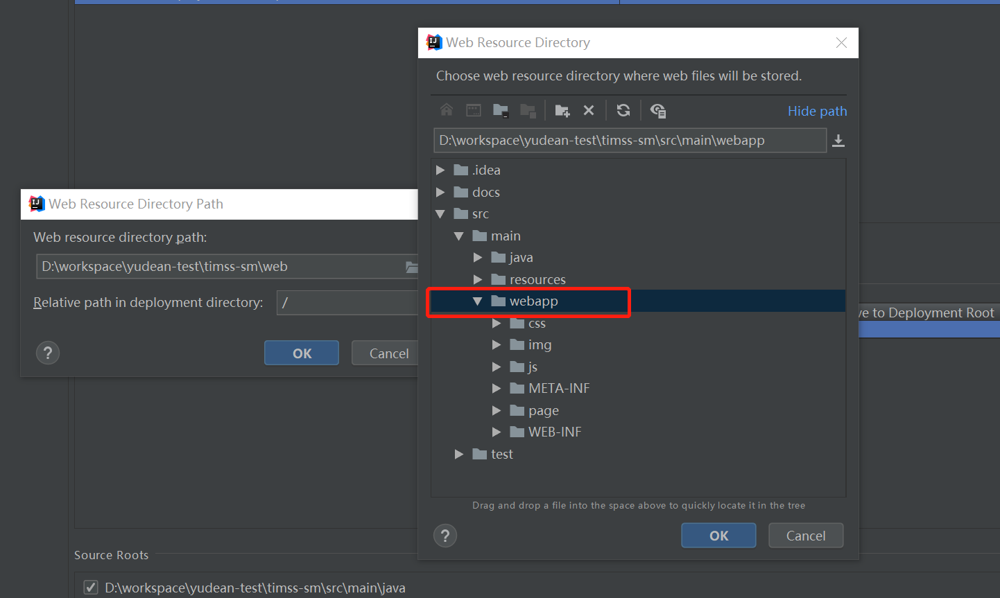 Web Resource Directory
Choose web resource directory where web files will be stored.
Hide path
D:\workspace\yudean-test\timss-sm\src\main\webapp
.idea
docs
src
main
java
resources
webapp
css
img
js
META-INF
page
WEB-INF
test
Drag and drop a file into the space above to quickly locate it in the tree
?
OK
Cancel
Web Resource Directory Path
Web resource directory path:
D:\workspace\yudean-test\timss-sm\web
Relative path in deployment directory:
/
?
OK
Cancel
to Deployment Root
Source Roots
D:\workspace\yudean-test\timss-sm\src\main\java